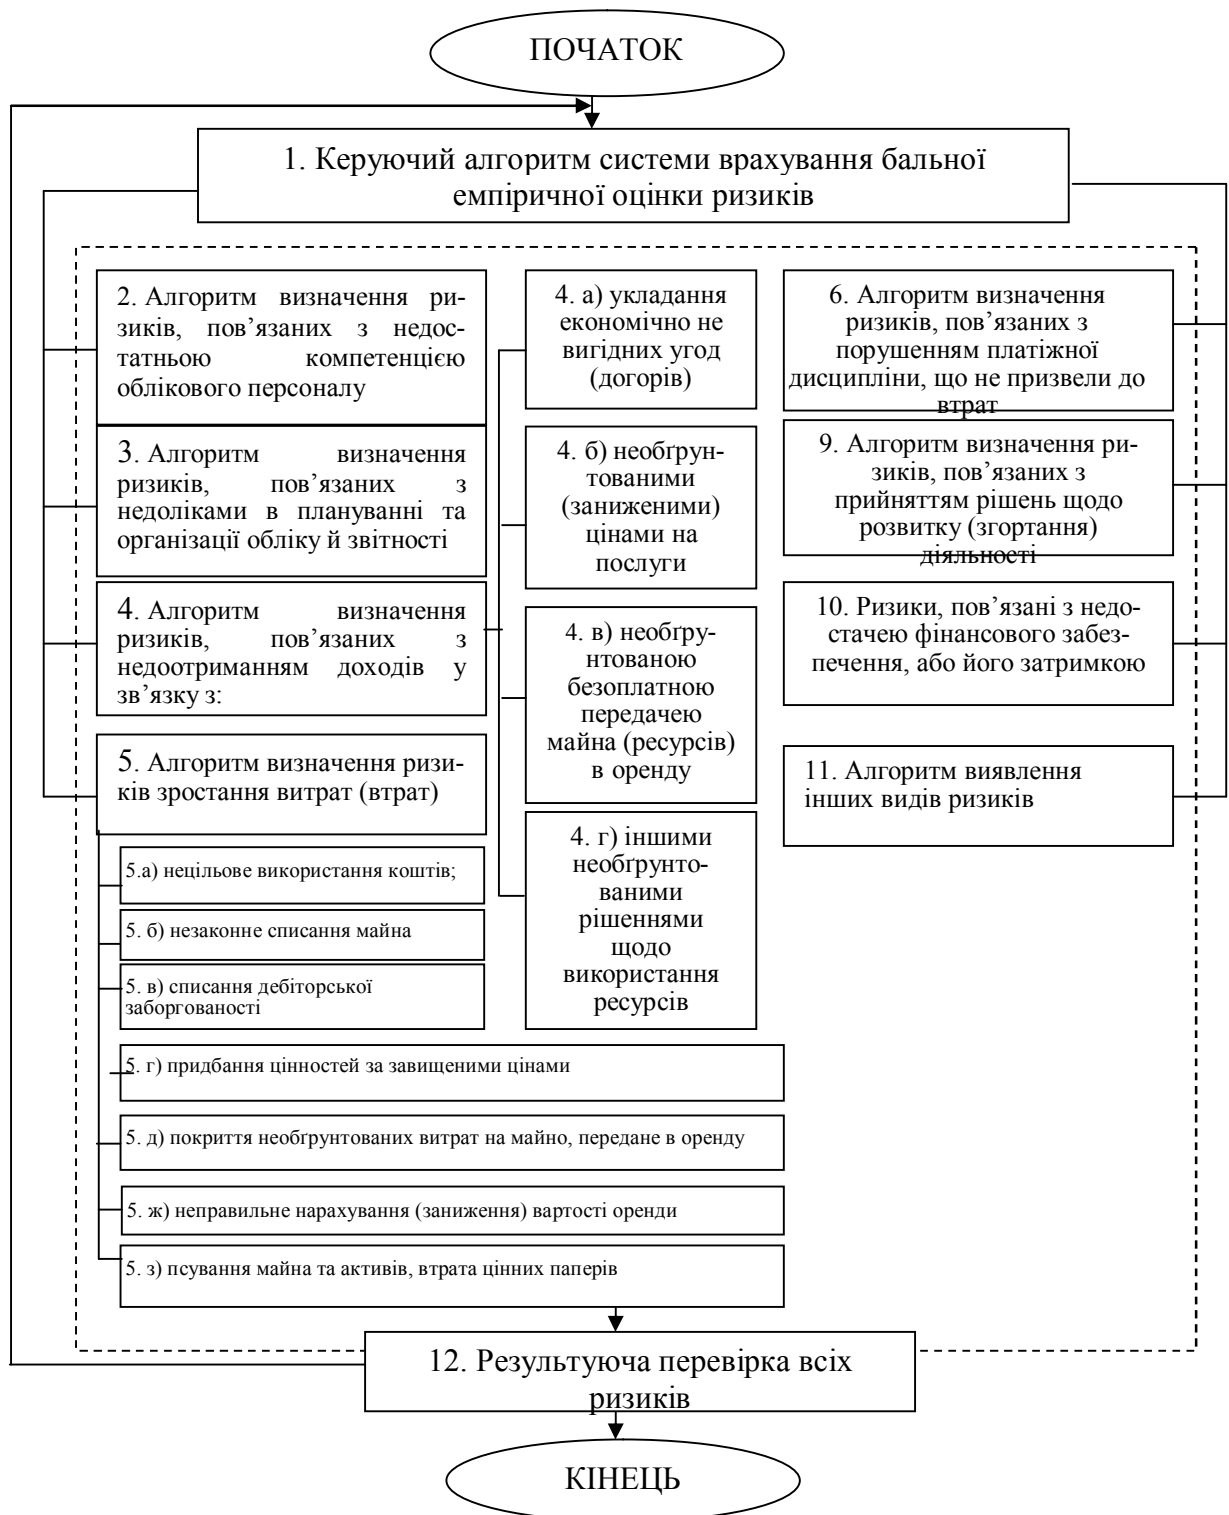 ПОЧАТОК
1. Керуючий алгоритм системи врахування бальної
емпіричної оцінки ризиків
2. Алгоритм визначення ри-
зиків, пов’язаних з недос-
татньою компетенцією
облікового персоналу
3. Алгоритм визначення
ризиків, пов’язаних з
недоліками в плануванні та
організації обліку й звітності
4. Алгоритм визначення
ризиків, пов’язаних з
недоотриманням доходів у
зв’язку з:
5. Алгоритм визначення ризи-
ків зростання витрат (втрат)
5.а) нецільове використання коштів;
5. б) незаконне списання майна
5. в) списання дебіторської
заборгованості
5. г) придбання цінностей за завищеними цінами
5. д) покриття необґрунтованих витрат на майно, передане в оренду
5. ж) неправильне нарахування (заниження) вартості оренди
5. з) псування майна та активів, втрата цінних паперів
4. а) укладання
економічно не
вигідних угод
(догорів)
4. б) необґрун-
тованими
(заниженими)
цінами на
послуги
4. в) необґру-
нтованою
безоплатною
передачею
майна (ресурсів)
в оренду
4. г) іншими
необґрунто-
ваними
рішеннями
щодо
використання
ресурсів
6. Алгоритм визначення
ризиків, пов’язаних з
порушенням платіжної
дисципліни, що не призвели до
втрат
9. Алгоритм визначення ри-
зиків, пов’язаних з
прийняттям рішень щодо
розвитку (згортання)
діяльності
10. Ризики, пов’язані з недо-
стачею фінансового забез-
печення, або його затримкою
11. Алгоритм виявлення
інших видів ризиків
12. Результуюча перевірка всіх
ризиків
КІНЕЦЬ